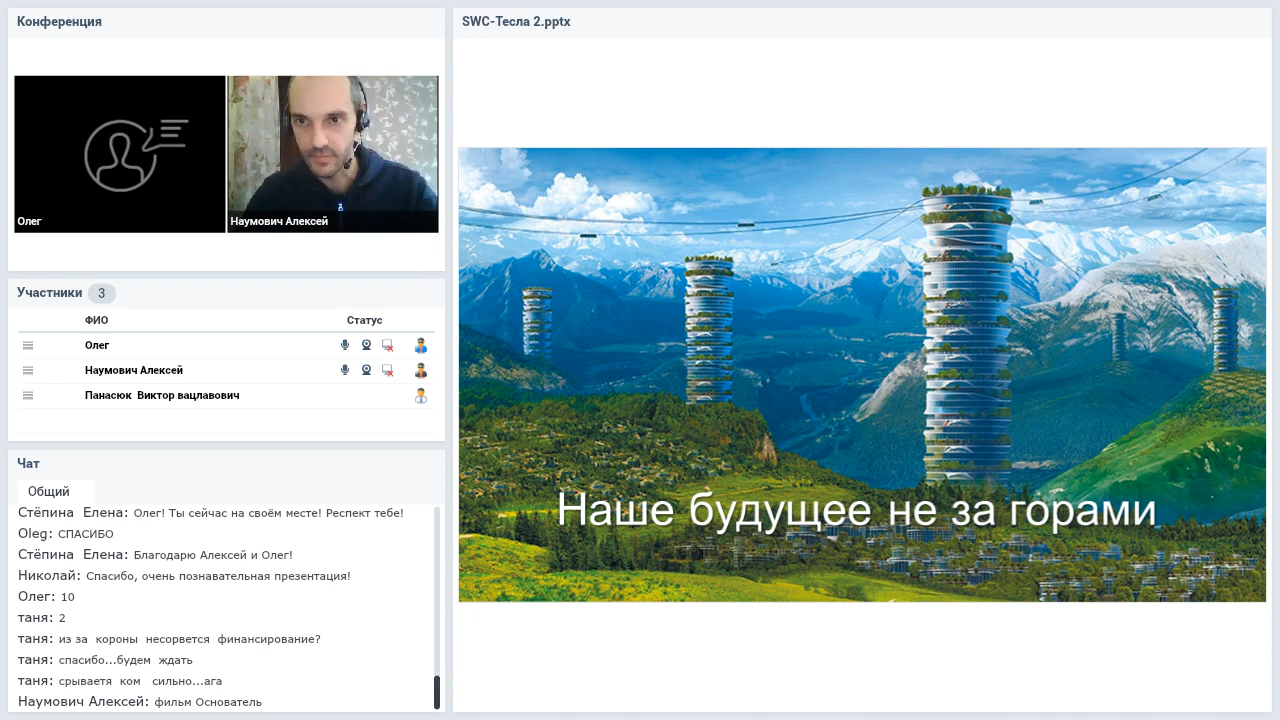 Конференция
Олег
Наумович Алексей
Участники 3
ФИО Статус
Олег
Наумович Алексей
Панасюк Виктор вацлавович
Чат
Общий
Стёпина Елена: Олег! Ты сейчас на своём месте! Респект тебе!
Oleg: СПАСИБО
Стёпина Елена: Благодарю Алексей и Олег!
Николай: Спасибо, очень познавательная презентация!
Олег: 10
таня: 2
таня: из за короны несорвется финансирование?
таня: спасибо...будем ждать
таня: срываетя ком сильно...ага
Наумович Алексей: фильм Основатель
SWC-Тесла 2.pptx
Наше будущее не за горами